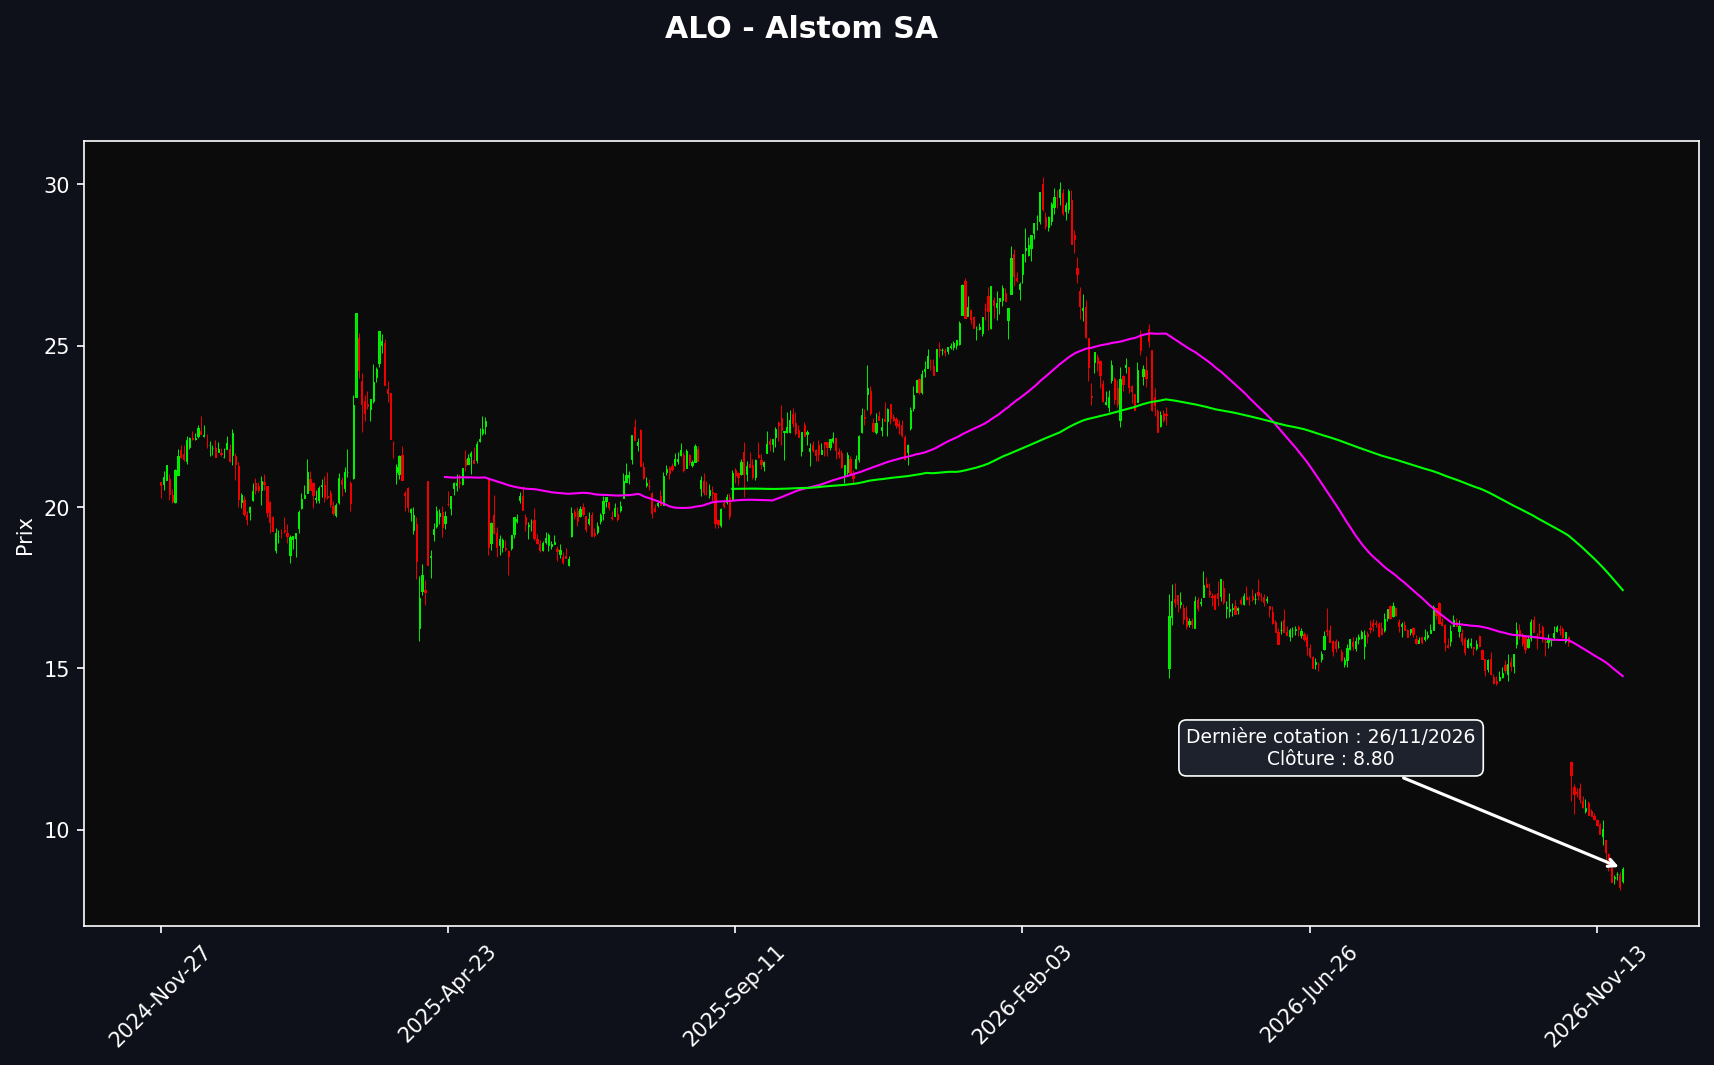 ALO - Alstom SA
Prix
30
25
20
15
10
Dernière cotation : 26/11/2026
Clôture : 8.80
2024-Nov-27
2025-Apr-23
2025-Sep-11
2026-Feb-03
2026-Jun-26
2026-Nov-13